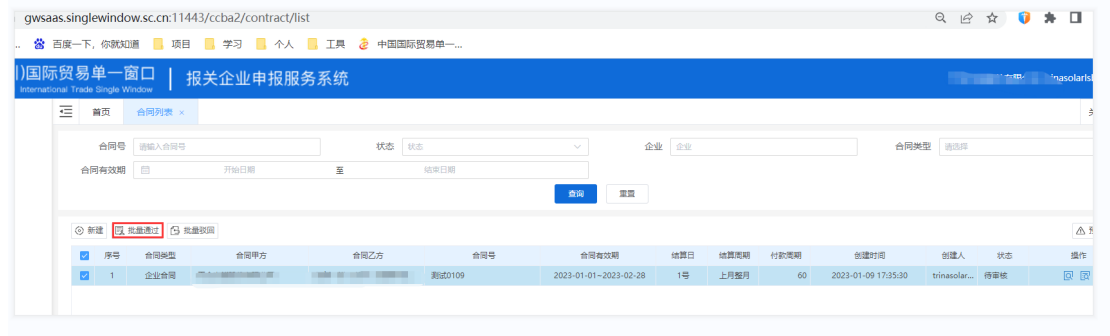 gwsaas.singlewindow.sc.cn:11443/ccba2/contract/list
百度一下，你就知道 项目 学习 个人 工具 中国国际贸易单一...
)国际贸易单一窗口 | 报关企业申报服务系统
International Trade Single Window
首页 合同列表 ×
合同号 请输入合同号 状态 状态 企业 企业 合同类型 请选择
合同有效期 开始日期 至 结束日期
查询 重置
新建 批量通过 批量驳回
序号 合同类型 合同甲方 合同乙方 合同号 合同有效期 结算日 结算周期 付款周期 创建时间 创建人 状态 操作
1 企业合同 测试0109 2023-01-01~2023-02-28 1号 上月整月 60 2023-01-09 17:35:30 trinasolar... 待审核